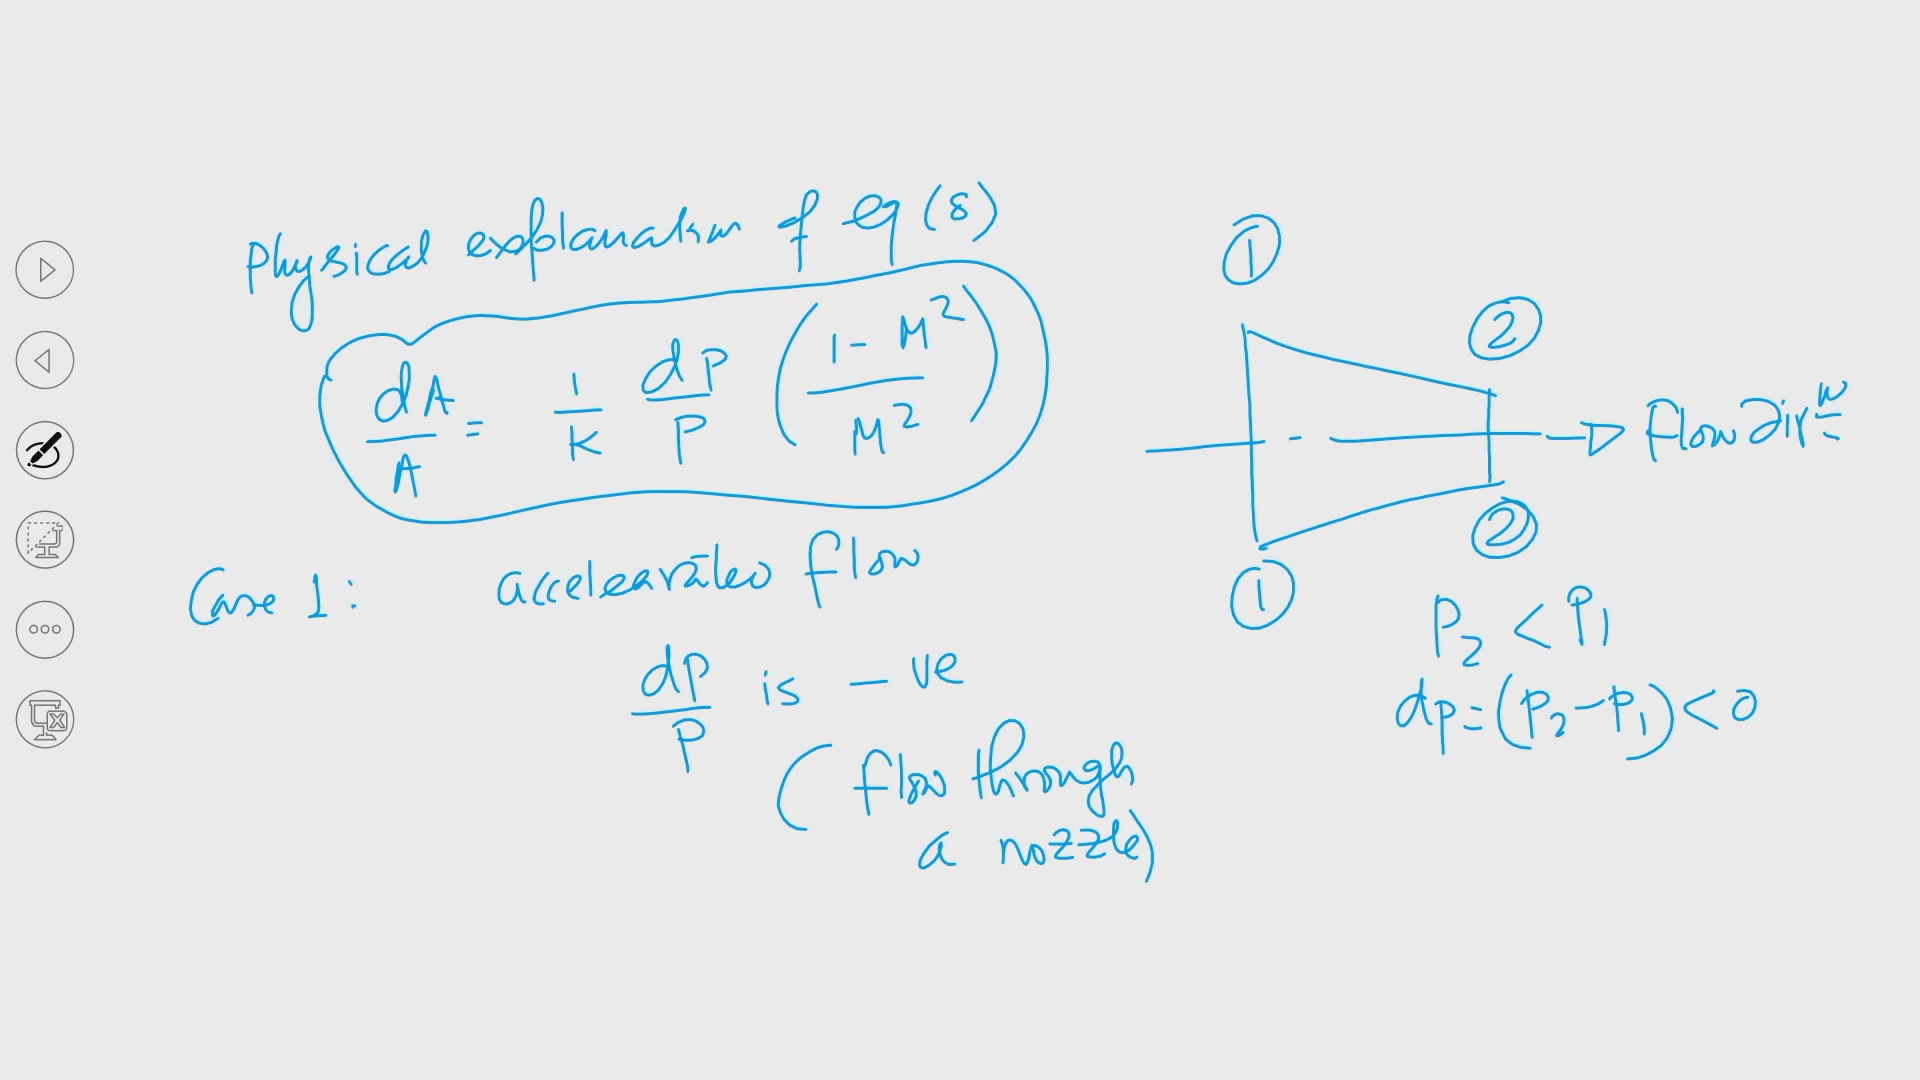 Physical explanation of eq (8)
dA/A = 1/K dP/P (1 - M²/M²)
Case 1: accelearated flow
dP/P is - ve
( flow through
a nozzle)
① ②
Flow dirⁿ
② ①
P₂ < P₁
dp = (P₂ - P₁) < 0